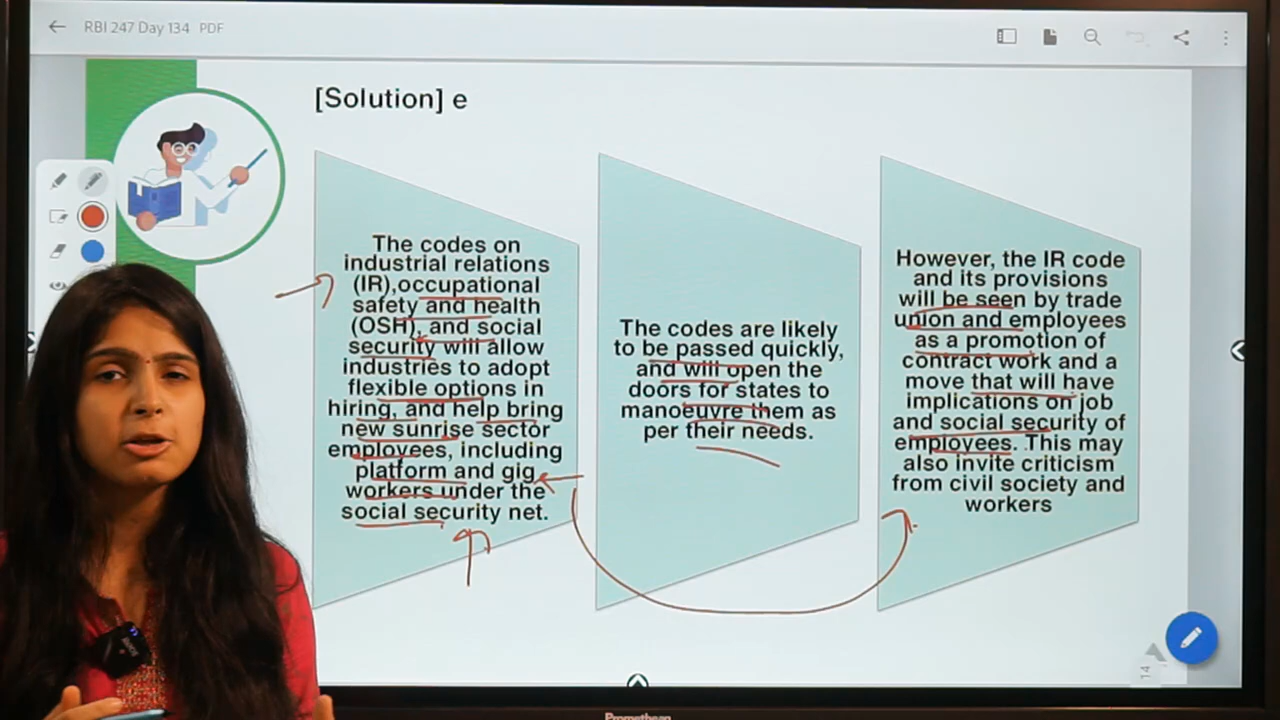 RBI 247 Day 134 PDF
[Solution] e
The codes on
industrial relations
(IR),occupational
safety and health
(OSH), and social
security will allow
industries to adopt
flexible options in
hiring, and help bring
new sunrise sector
employees, including
platform and gig
workers under the
social security net.
The codes are likely
to be passed quickly,
and will open the
doors for states to
manoeuvre them as
per their needs.
However, the IR code
and its provisions
will be seen by trade
union and employees
as a promotion of
contract work and a
move that will have
implications on job
and social security of
employees. This may
also invite criticism
from civil society and
workers
14
Promethean